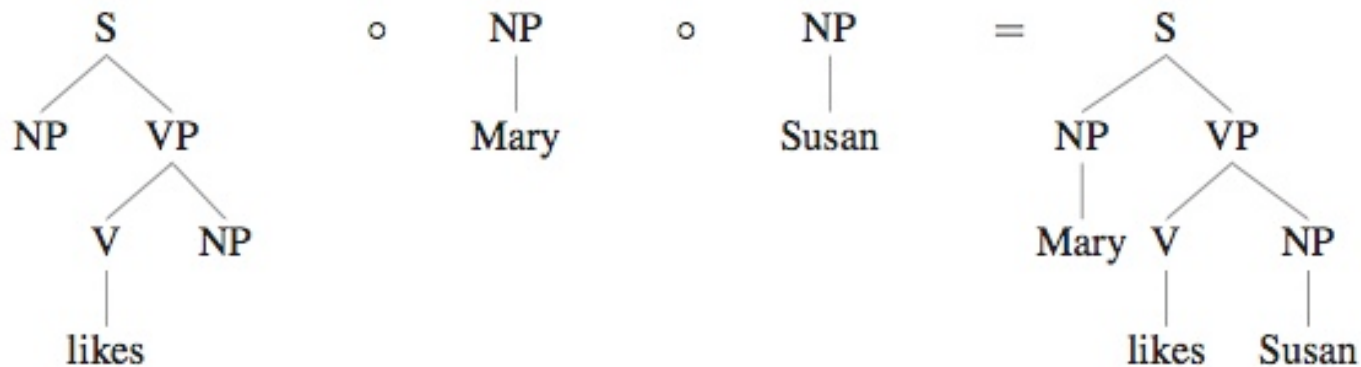 S ∘ NP ∘ NP = S
NP VP Mary Susan NP VP
V NP Mary V NP
likes likes Susan